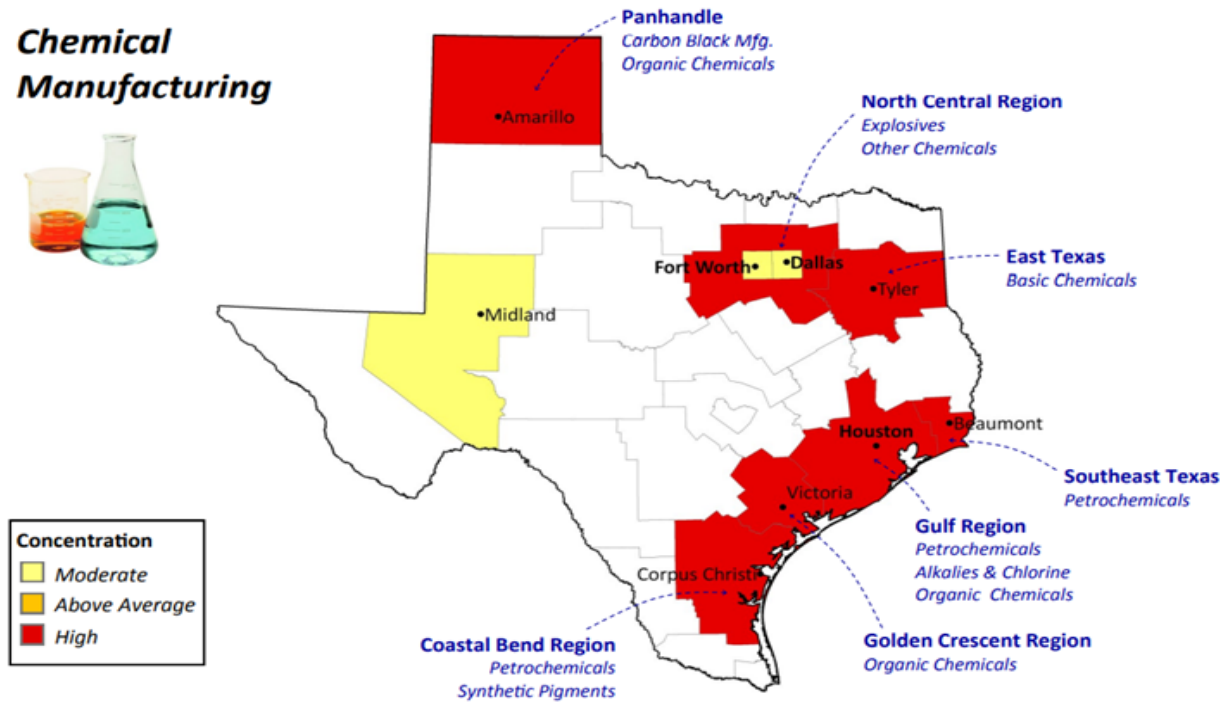 Chemical
Manufacturing
Panhandle
Carbon Black Mfg.
Organic Chemicals
Amarillo
North Central Region
Explosives
Other Chemicals
Fort Worth
Dallas
East Texas
Basic Chemicals
Tyler
Midland
Houston
Beaumont
Southeast Texas
Petrochemicals
Victoria
Gulf Region
Petrochemicals
Alkalies & Chlorine
Organic Chemicals
Corpus Christi
Golden Crescent Region
Organic Chemicals
Coastal Bend Region
Petrochemicals
Synthetic Pigments
Concentration
Moderate
Above Average
High